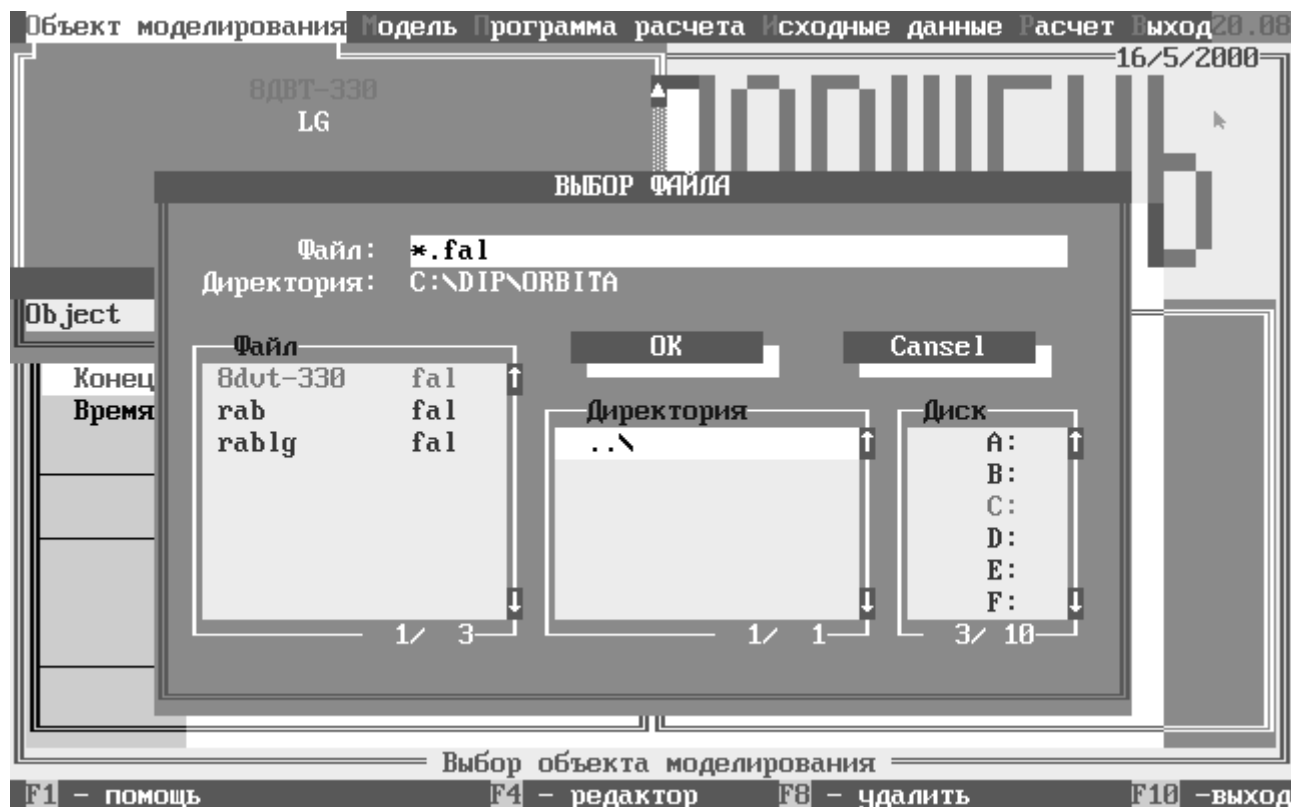 Объект моделирования Модель Программа расчета Исходные данные Расчет Выход 20.08
16/5/2000
8ДВТ-330
LG
ВЫБОР ФАЙЛА
Файл: *.fal
Директория: C:\DIP\ORBITA
Object
Файл OK Cansel
Конец 8dvt-330 fal
Время rab fal Директория Диск
rablg fal ..\ A:
B:
C:
D:
E:
F:
1/ 3 1/ 1 3/ 10
Выбор объекта моделирования
F1 - помощь F4 - редактор F8 - удалить F10 -выход